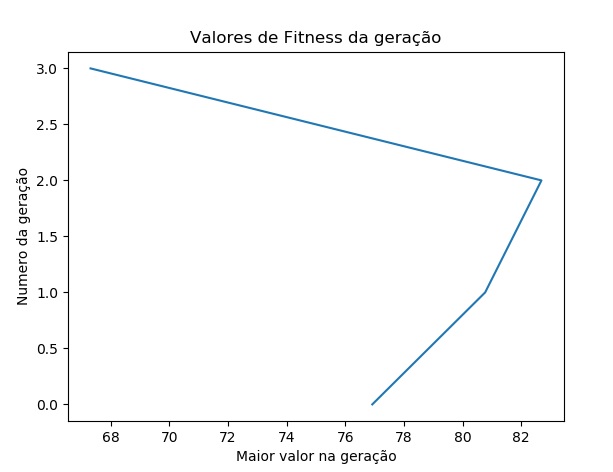 Valores de Fitness da geração
3.0
2.5
2.0
1.5
1.0
0.5
0.0
Numero da geração
68 70 72 74 76 78 80 82
Maior valor na geração